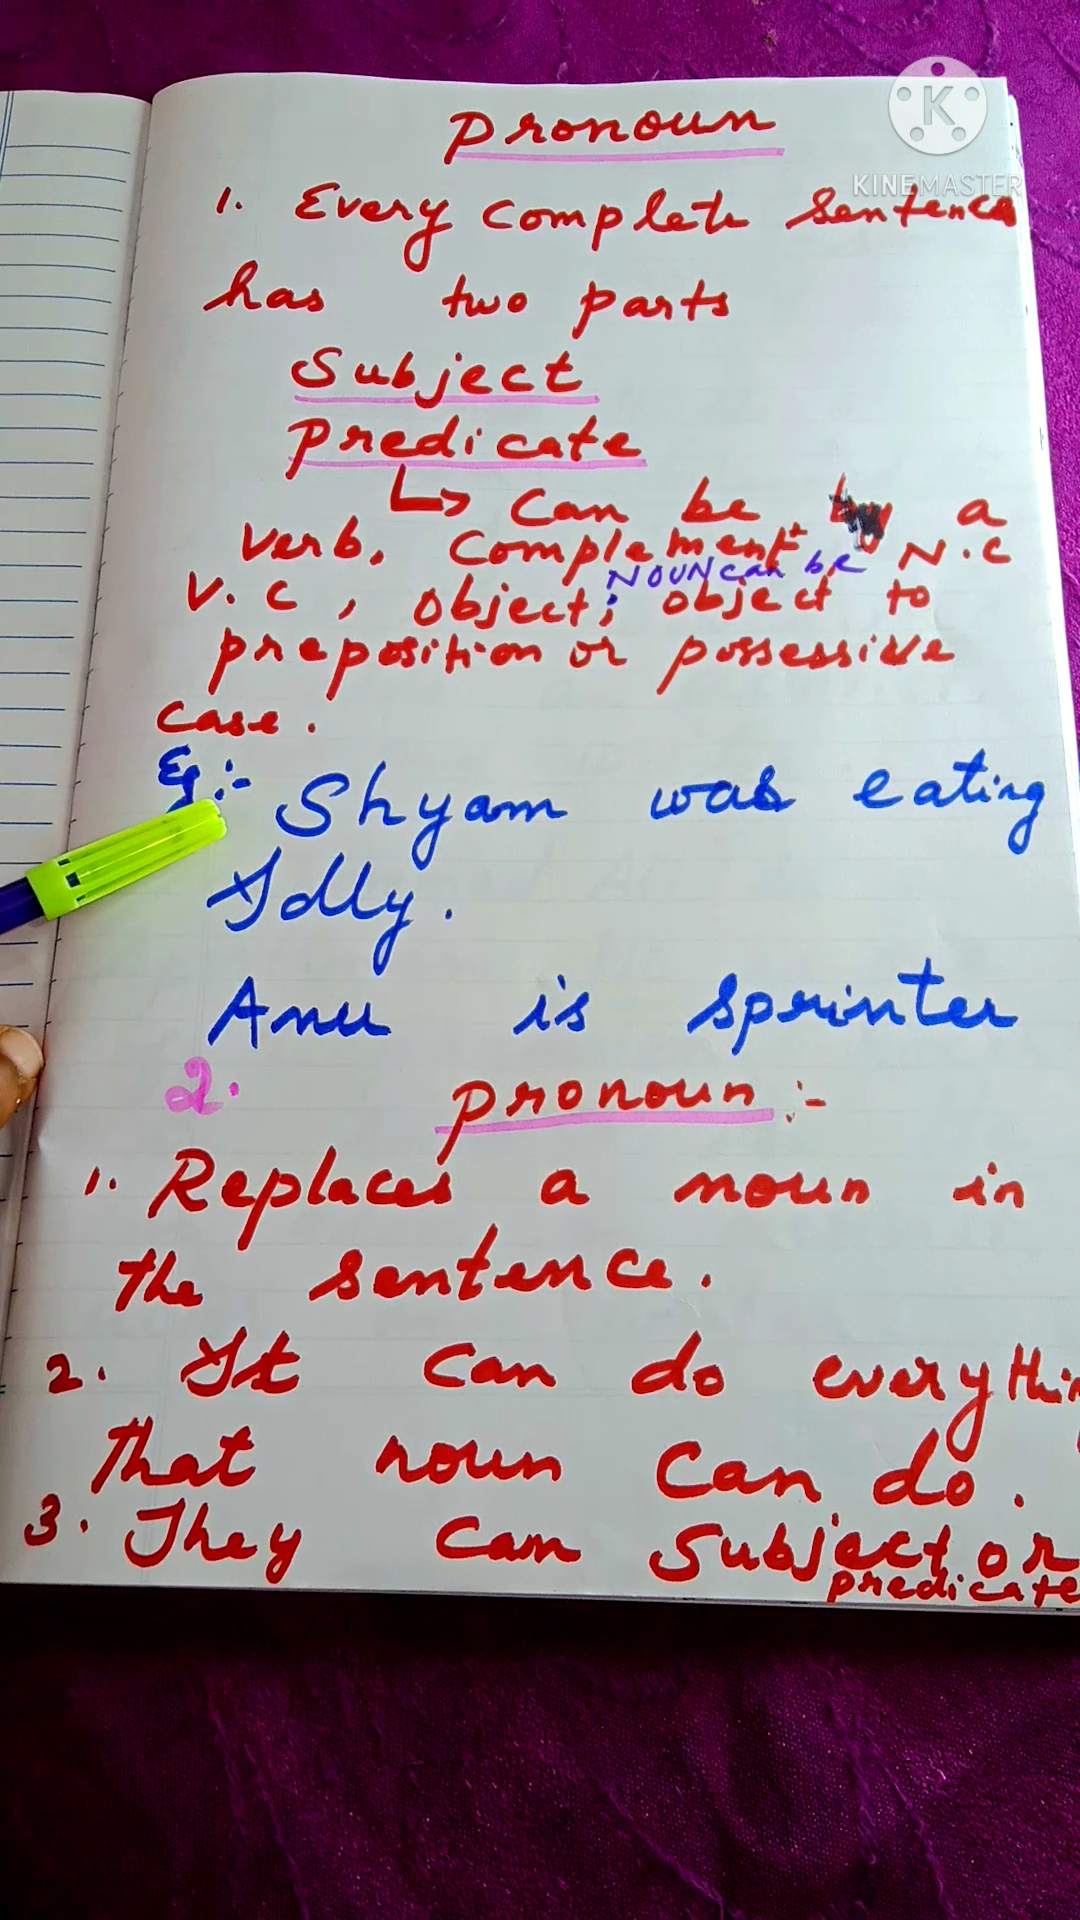 Pronoun
K
KINEMASTER
1. Every complete sentence
has two parts
Subject
Predicate
↳ can be a
verb, complement N.C
NOUN can be
V.C, object; object to
preposition or possessive
case.
Eg:- Shyam was eating
Idly.
Anu is sprinter
2. pronoun:-
1. Replaces a noun in
the sentence.
2. It can do everythin
that noun can do.
3. They can subject or
predicate